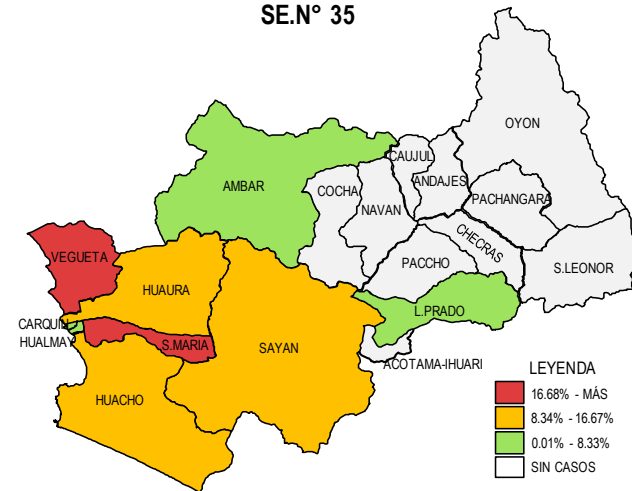 SE.N° 35
OYON
CAUJUL
ANDAJES
AMBAR
COCHA
NAVAN
PACHANGARA
CHECRAS
VEGUETA
PACCHO
S.LEONOR
HUAURA
L.PRADO
CARQUIN
HUALMAY
S.MARIA
SAYAN
ACOTAMA-IHUARI
HUACHO
LEYENDA
16.68% - MÁS
8.34% - 16.67%
0.01% - 8.33%
SIN CASOS